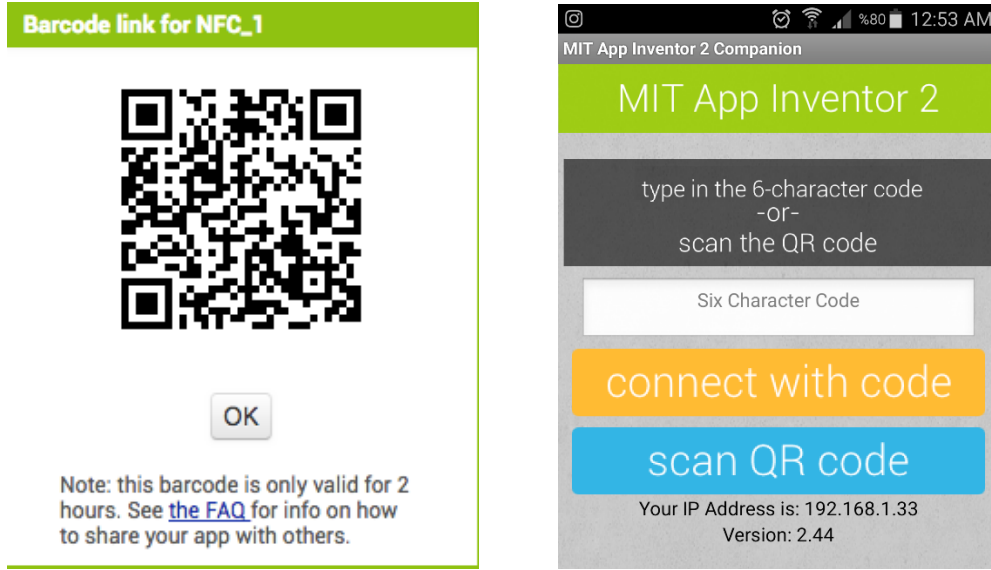 Barcode link for NFC_1
OK
Note: this barcode is only valid for 2
hours. See the FAQ for info on how
to share your app with others.
%80 12:53 AM
MIT App Inventor 2 Companion
MIT App Inventor 2
type in the 6-character code
-or-
scan the QR code
Six Character Code
connect with code
scan QR code
Your IP Address is: 192.168.1.33
Version: 2.44